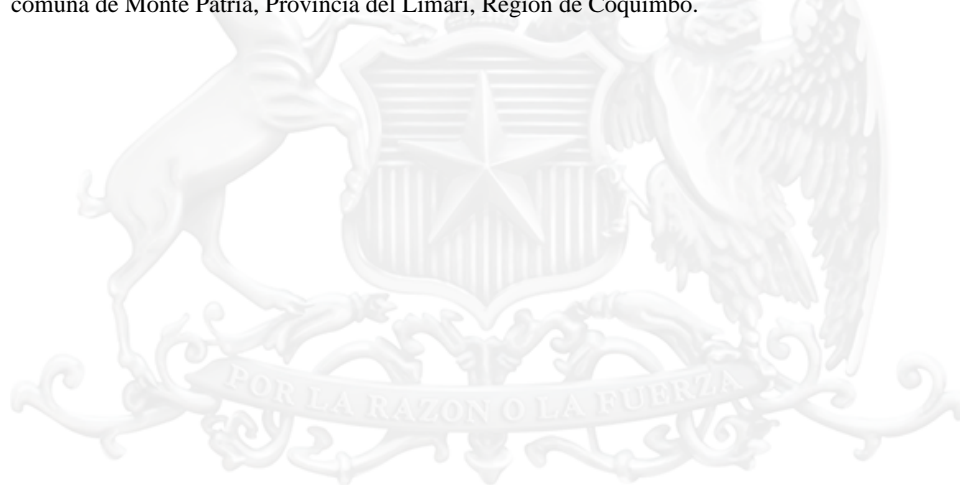 comuna de Monte Patria, Provincia del Limarí, Región de Coquimbo.
POR LA RAZON O LA FUERZA